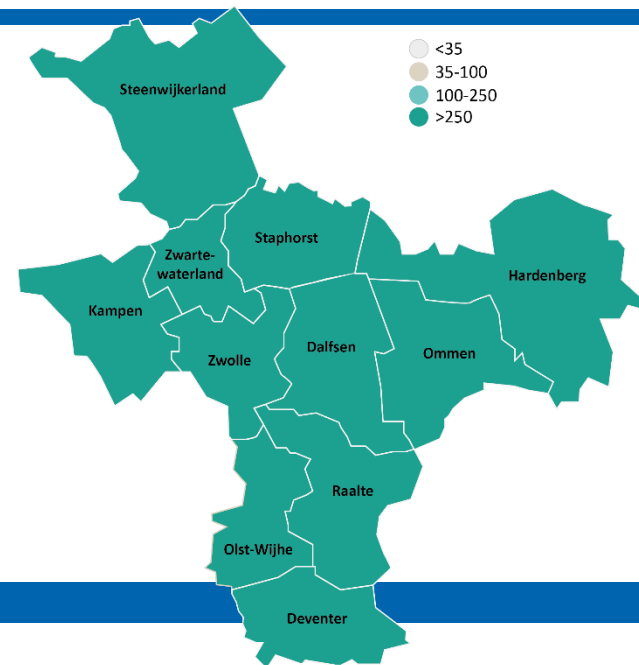 <35
35-100
100-250
>250
Steenwijkerland
Staphorst
Zwarte-
waterland
Hardenberg
Kampen
Dalfsen
Ommen
Zwolle
Raalte
Olst-Wijhe
Deventer